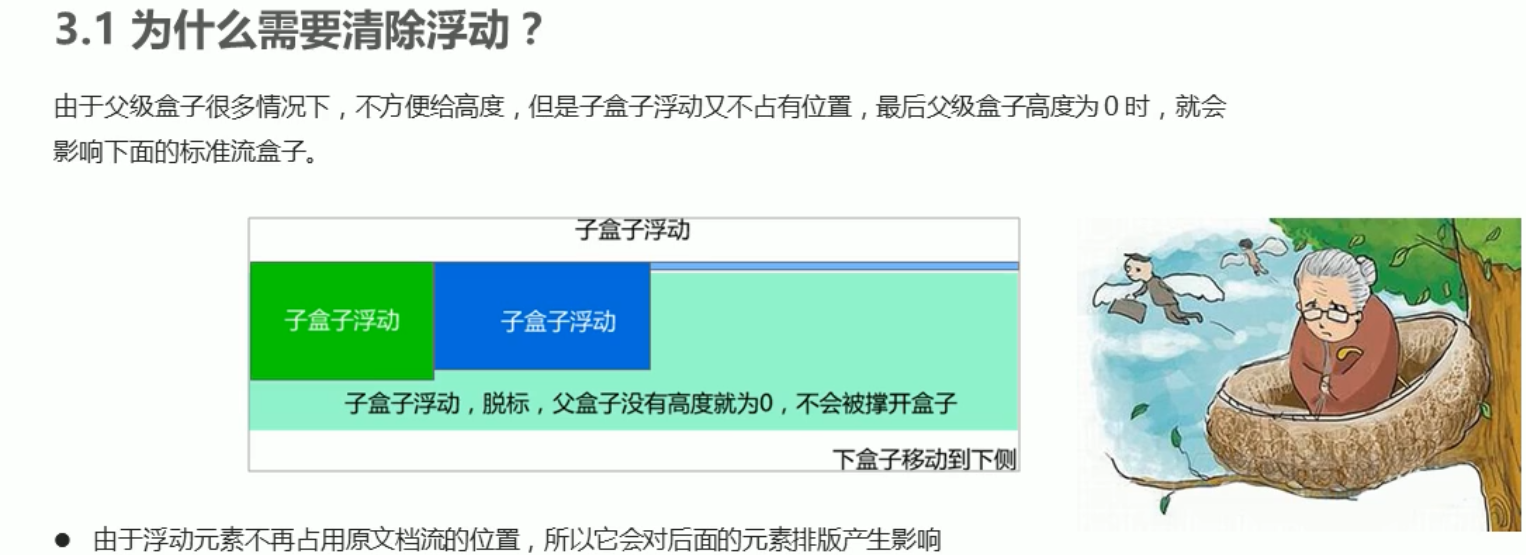 3.1 为什么需要清除浮动？
由于父级盒子很多情况下，不方便给高度，但是子盒子浮动又不占有位置，最后父级盒子高度为 0 时，就会
影响下面的标准流盒子。
子盒子浮动
子盒子浮动 子盒子浮动
子盒子浮动，脱标，父盒子没有高度就为0，不会被撑开盒子
下盒子移动到下侧
● 由于浮动元素不再占用原文档流的位置，所以它会对后面的元素排版产生影响